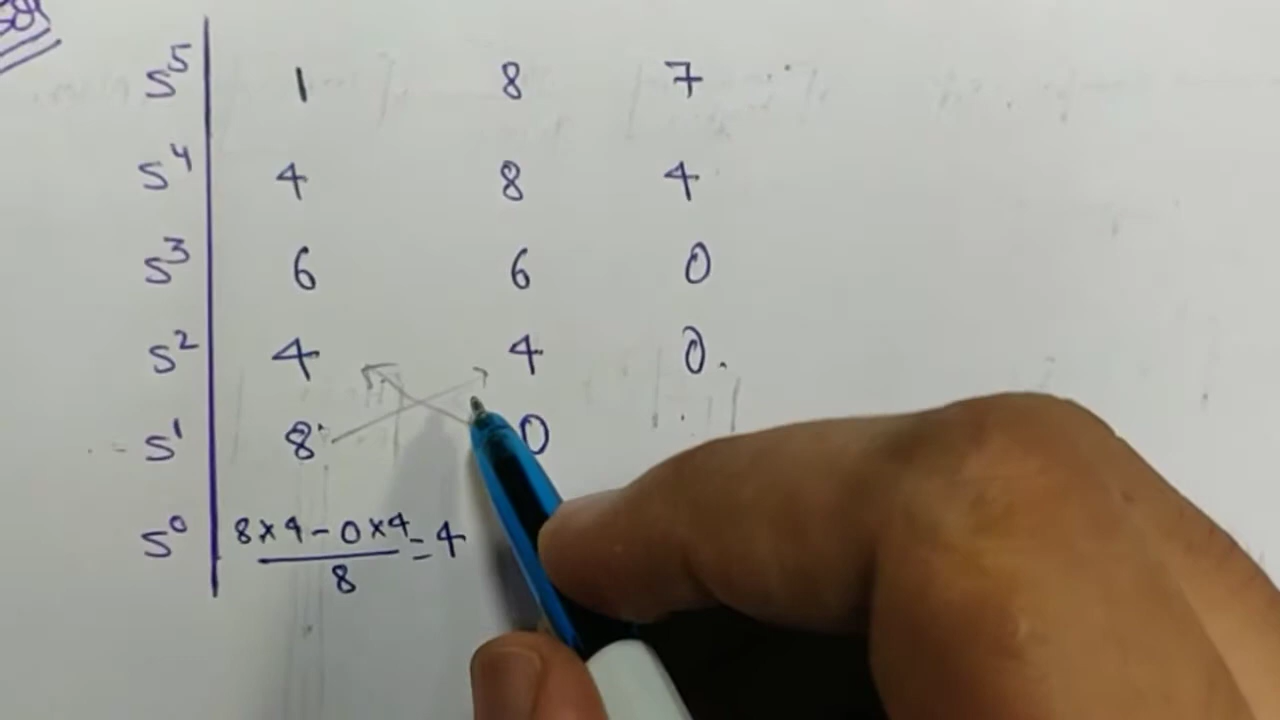 S⁵ | 1 8 7
S⁴ | 4 8 4
S³ | 6 6 0
S² | 4 4 0.
S¹ | 8 0
S⁰ | (8×4-0×4)/8 = 4